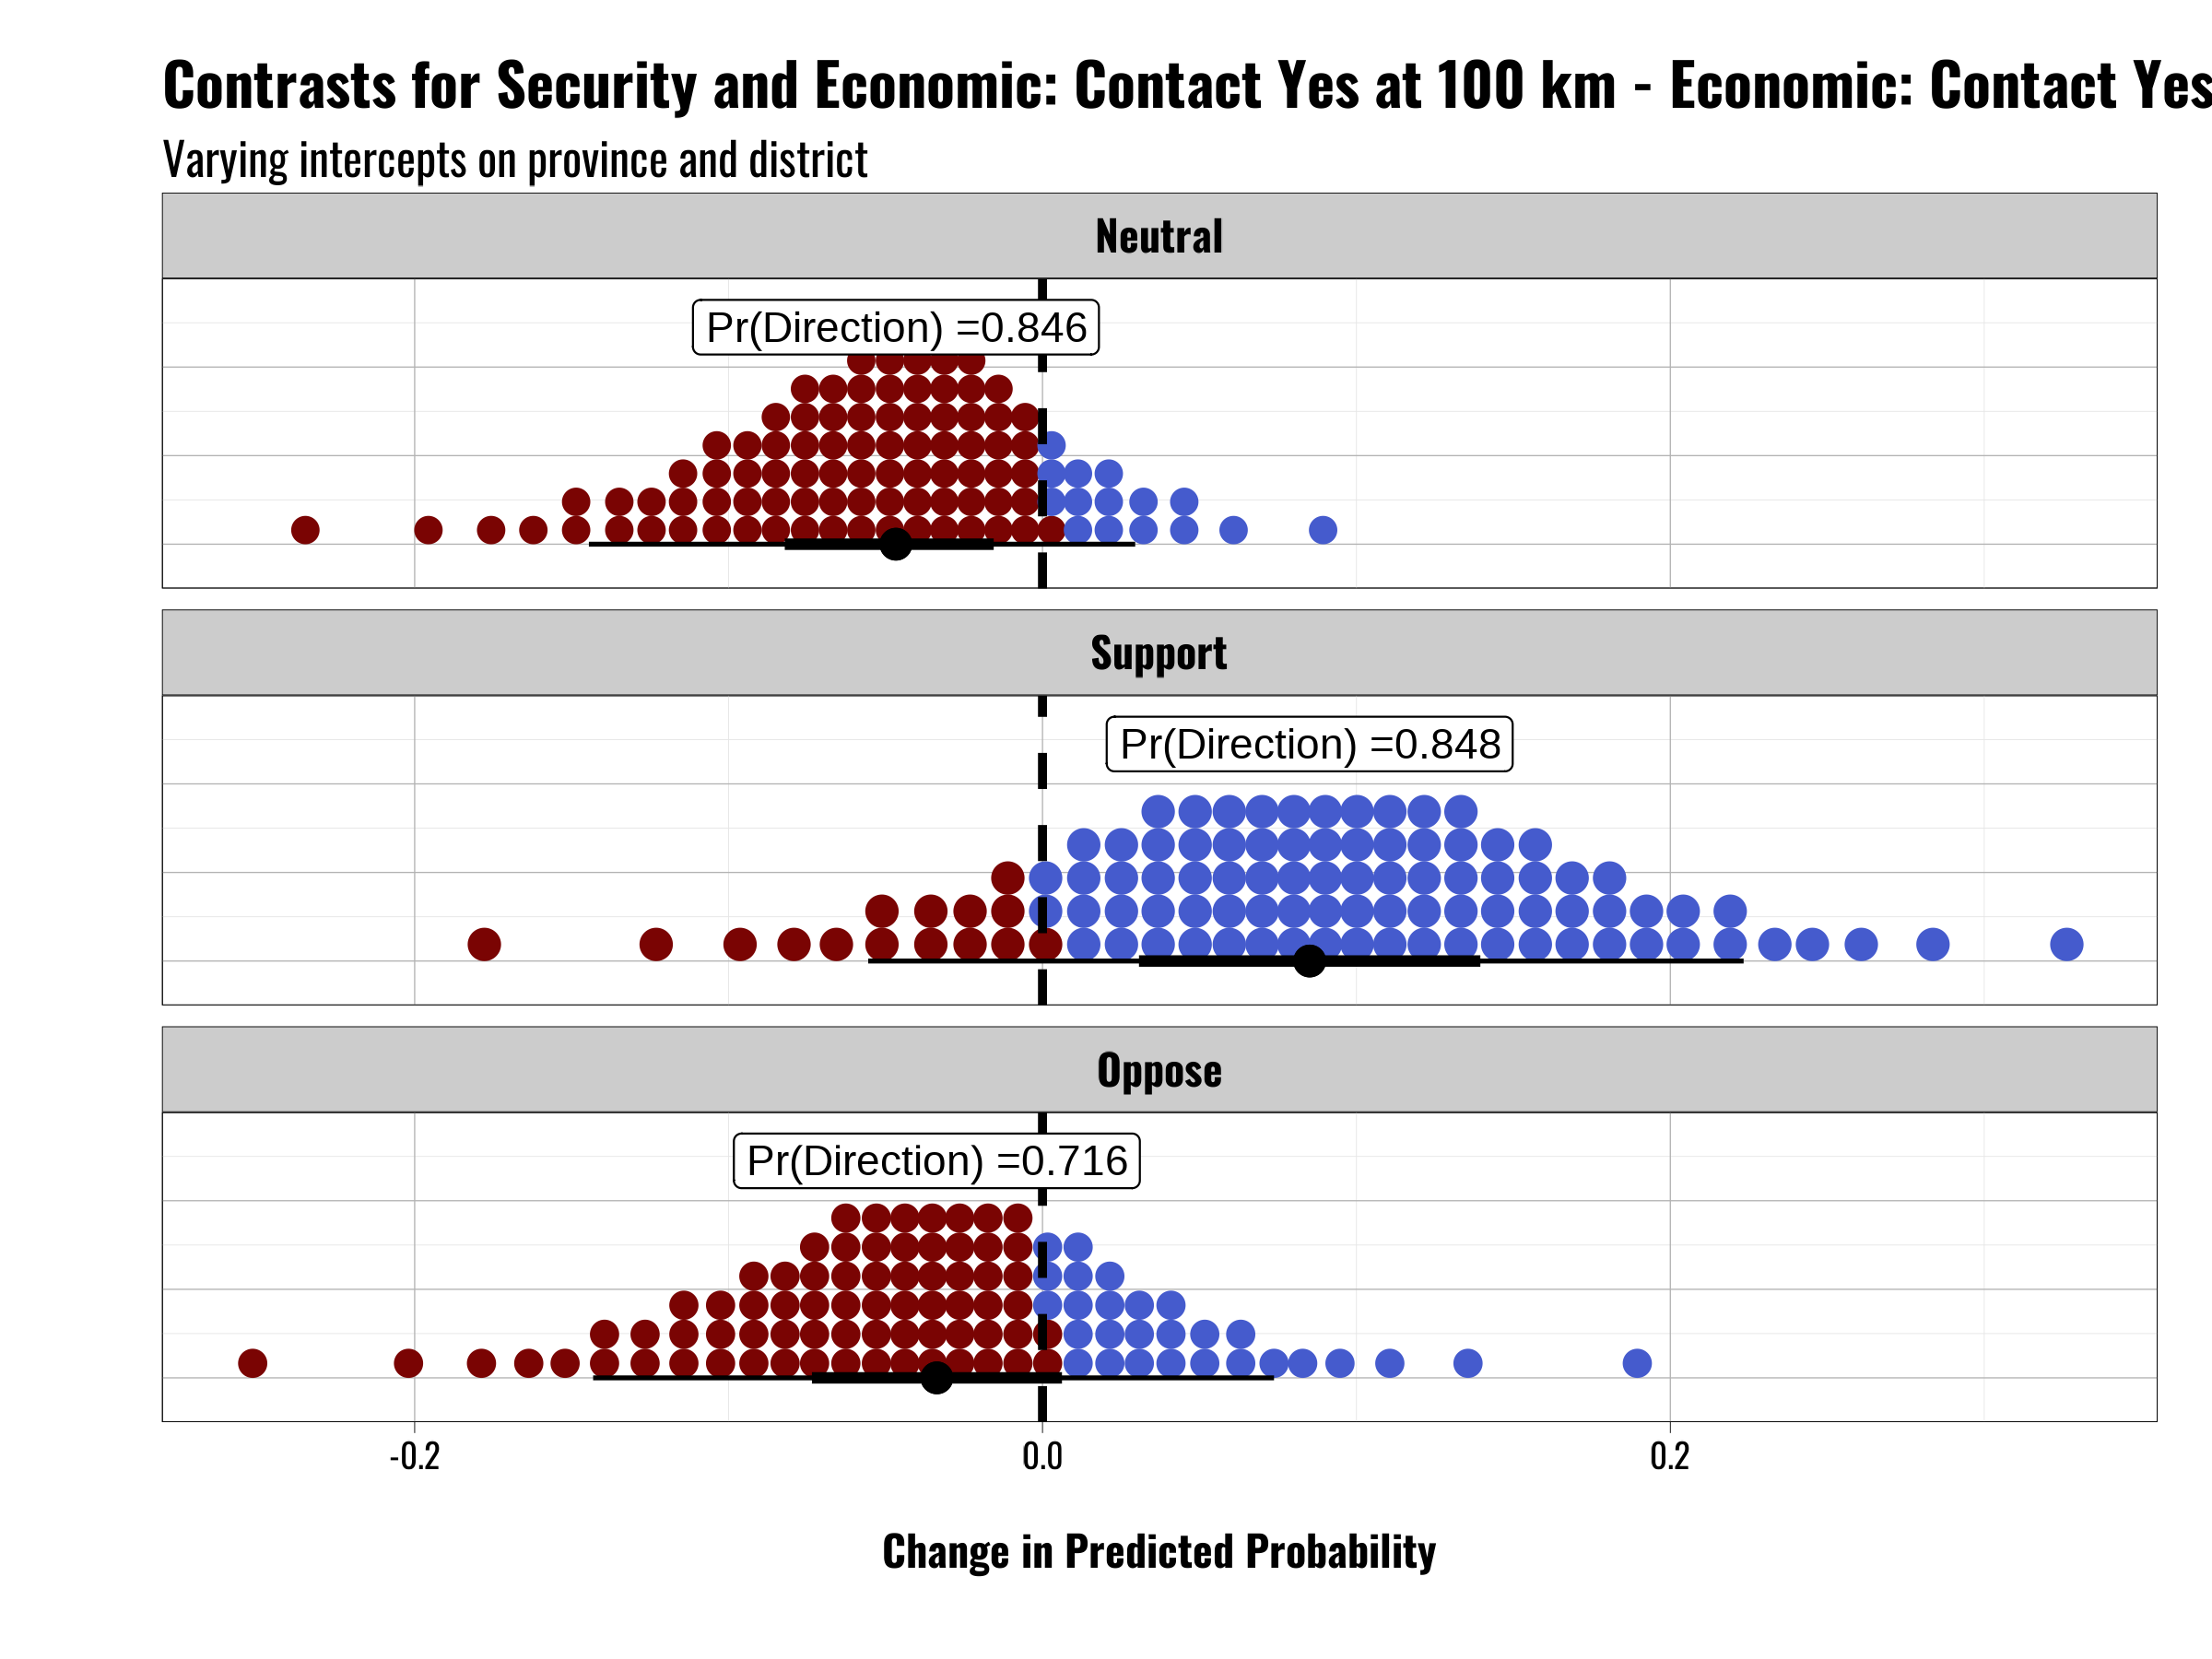 Contrasts for Security and Economic: Contact Yes at 100 km - Economic: Contact Yes
Varying intercepts on province and district
Neutral
Pr(Direction) =0.846
Support
Pr(Direction) =0.848
Oppose
Pr(Direction) =0.716
-0.2 0.0 0.2
Change in Predicted Probability